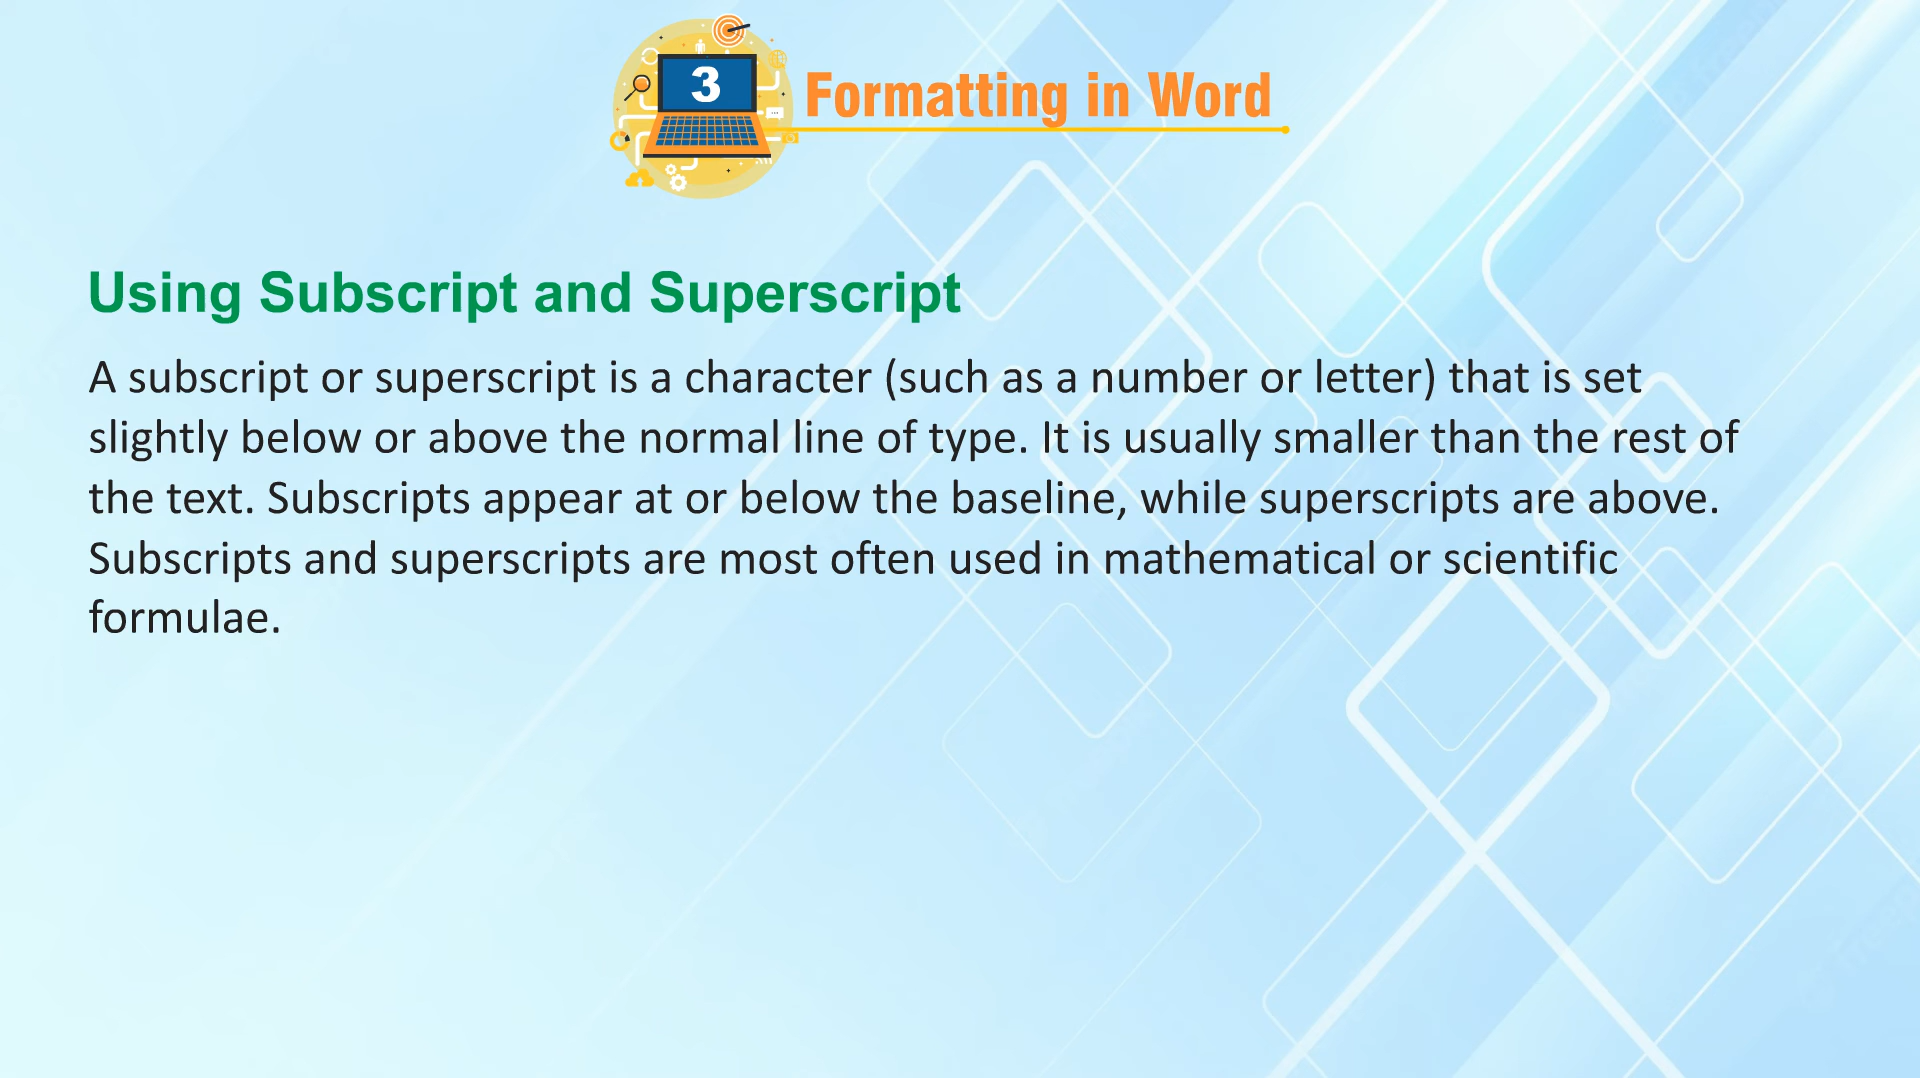 3
Formatting in Word
Using Subscript and Superscript
A subscript or superscript is a character (such as a number or letter) that is set
slightly below or above the normal line of type. It is usually smaller than the rest of
the text. Subscripts appear at or below the baseline, while superscripts are above.
Subscripts and superscripts are most often used in mathematical or scientific
formulae.